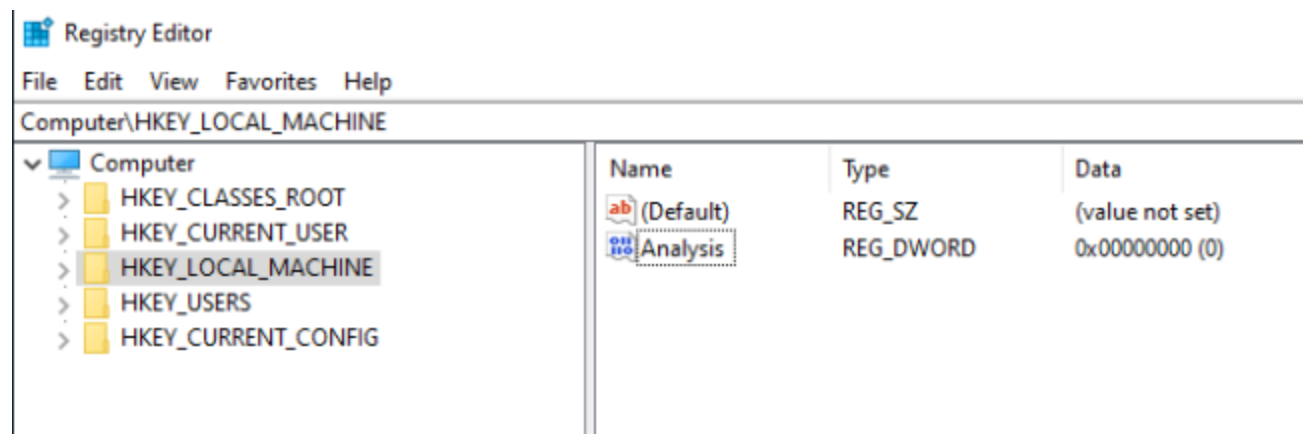 Registry Editor
File Edit View Favorites Help
Computer\HKEY_LOCAL_MACHINE
Computer
HKEY_CLASSES_ROOT
HKEY_CURRENT_USER
HKEY_LOCAL_MACHINE
HKEY_USERS
HKEY_CURRENT_CONFIG
Name Type Data
(Default) REG_SZ (value not set)
Analysis REG_DWORD 0x00000000 (0)